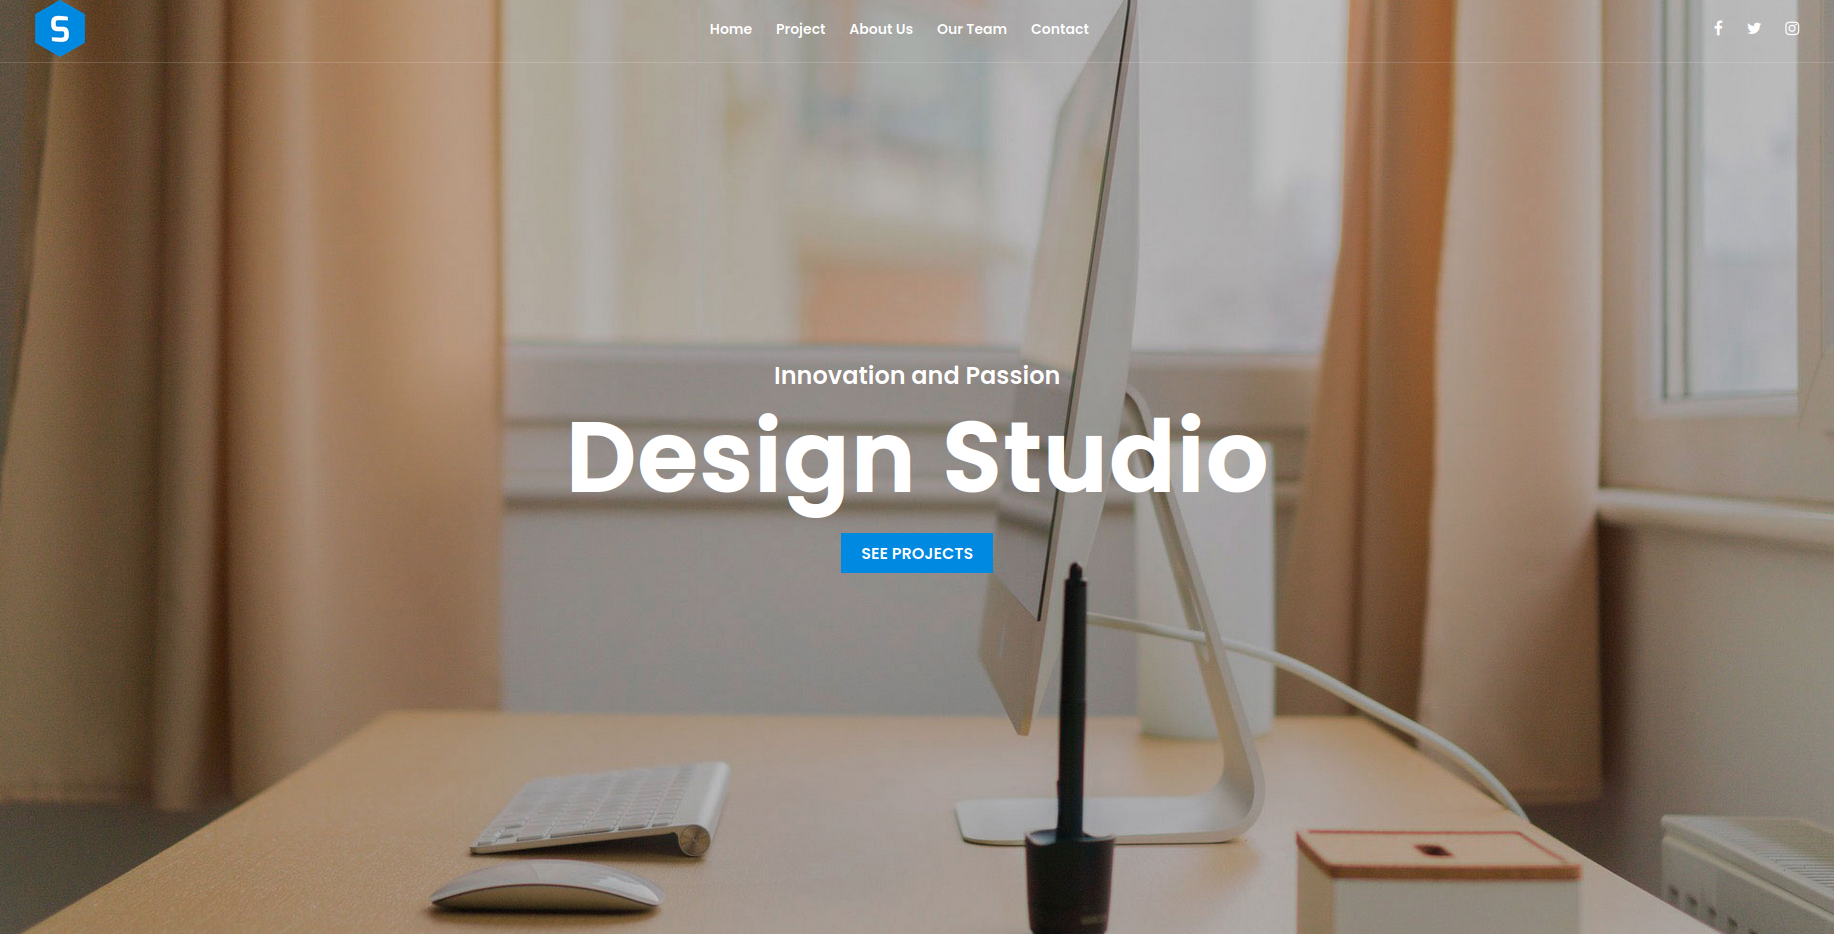 S
Home Project About Us Our Team Contact
Innovation and Passion
Design Studio
SEE PROJECTS